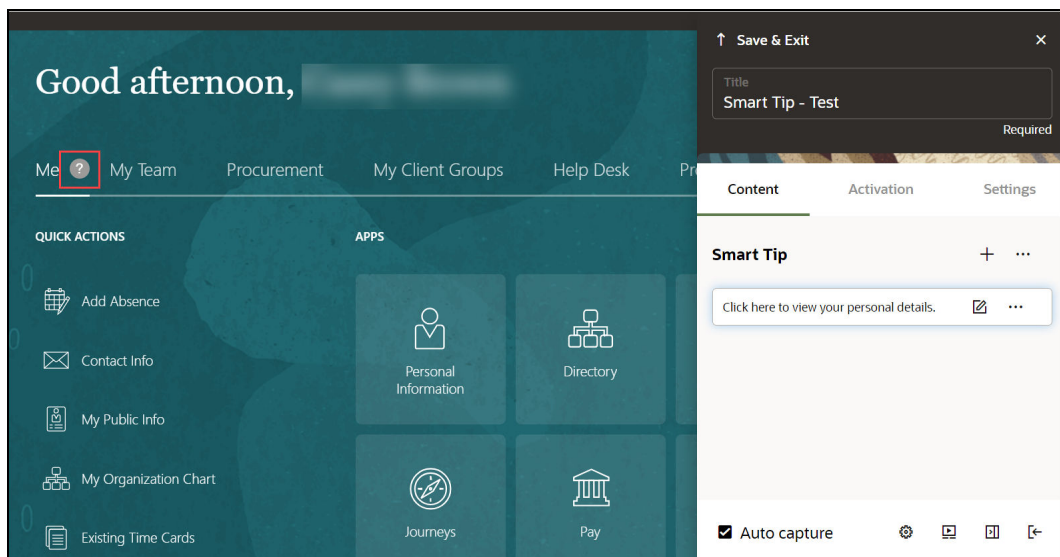 Good afternoon,
Me ? My Team Procurement My Client Groups Help Desk
QUICK ACTIONS
Add Absence
Contact Info
My Public Info
My Organization Chart
Existing Time Cards
APPS
Personal
Information
Directory
Journeys
Pay
Save & Exit
Title
Smart Tip - Test
Required
Content Activation Settings
Smart Tip
Click here to view your personal details.
Auto capture